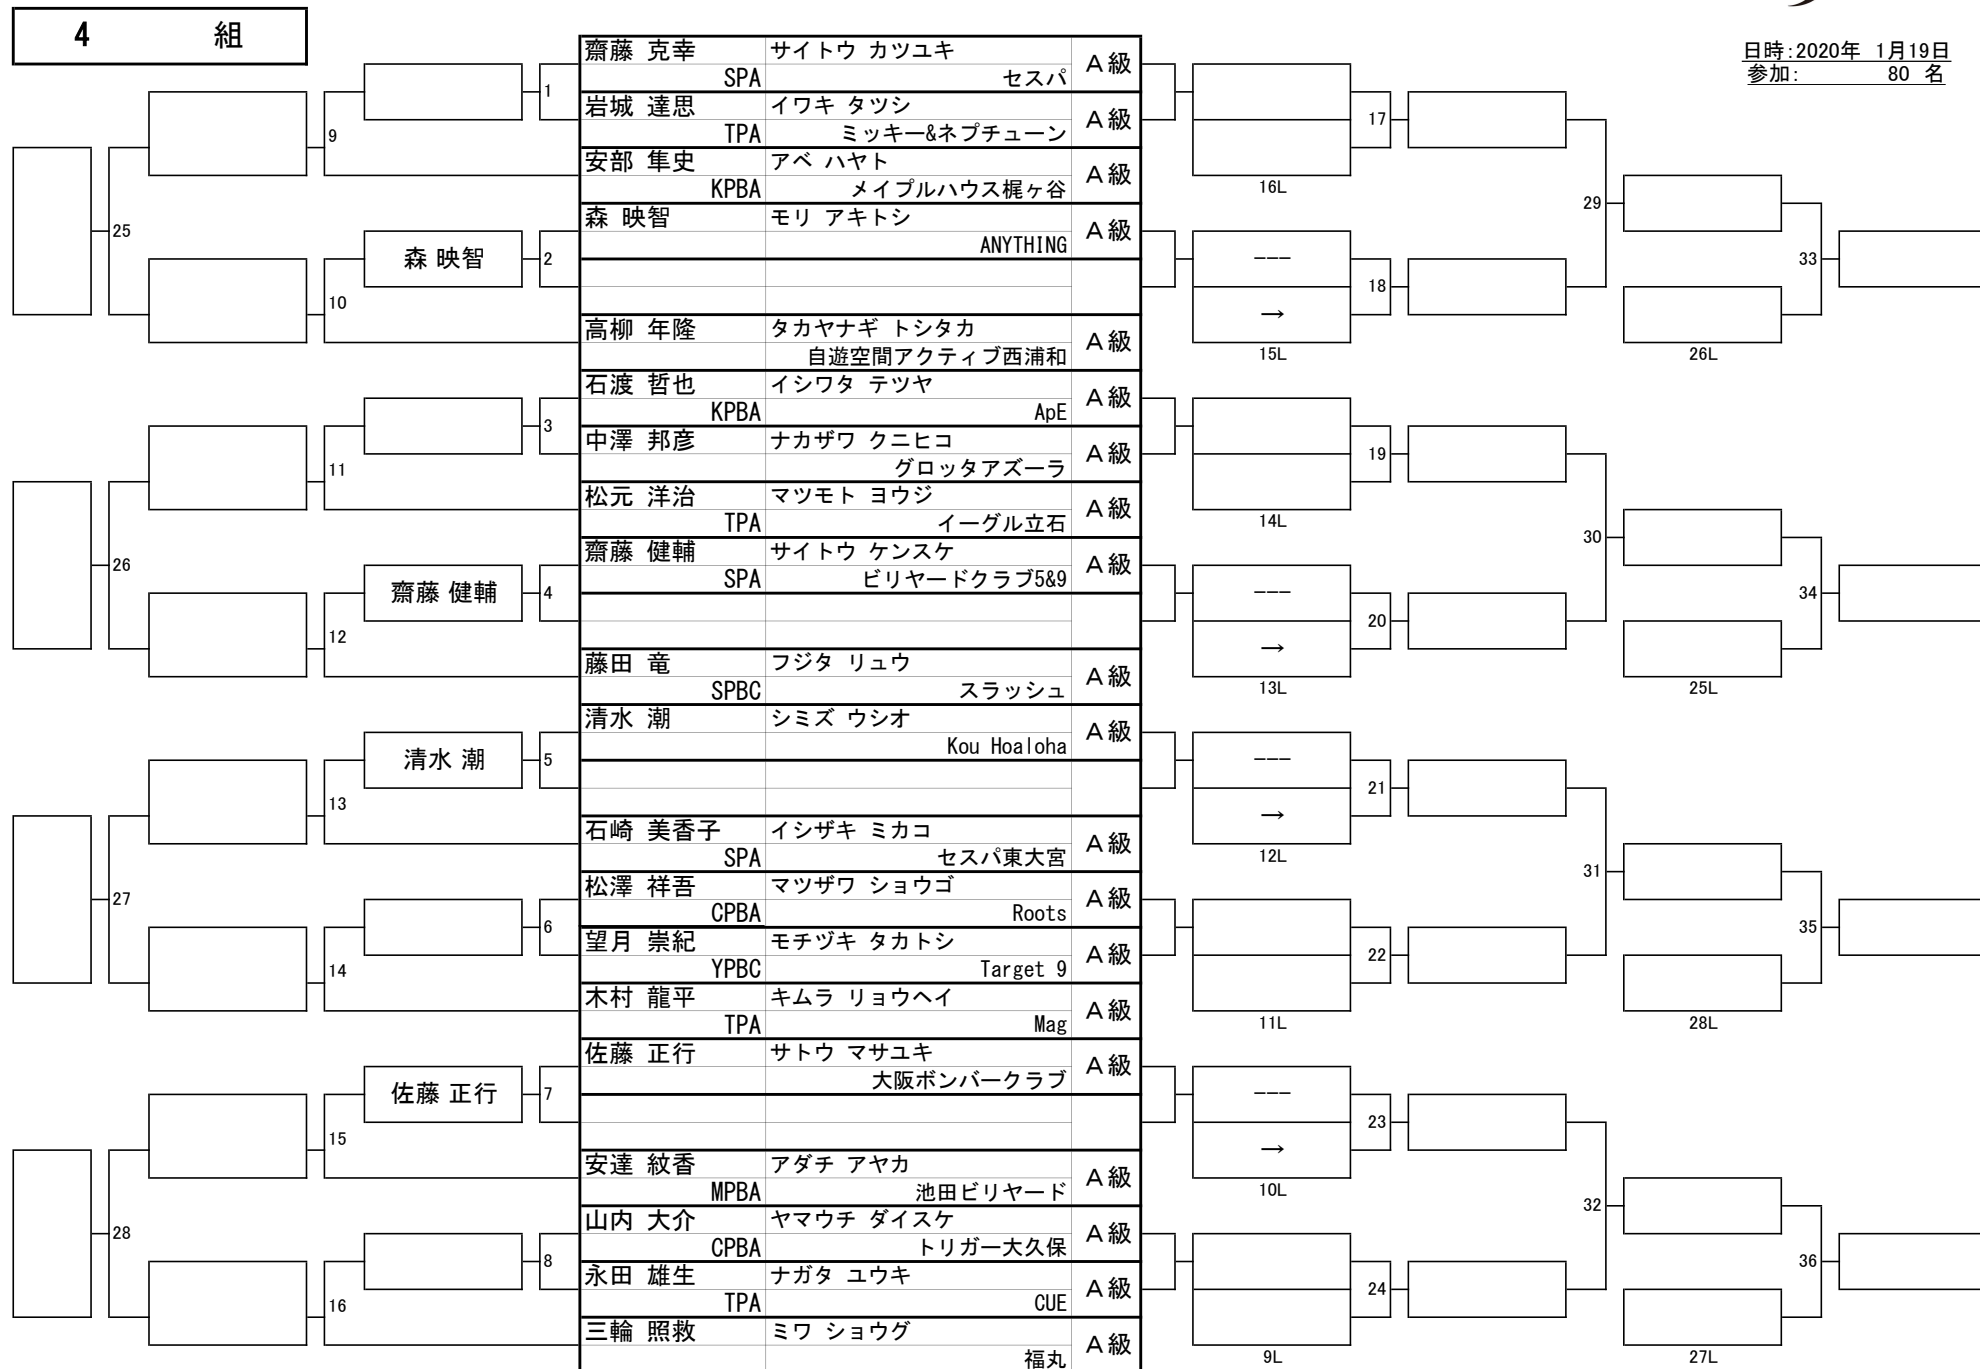 4 組
日時:2020年 1月19日
参加: 80 名
齋藤 克幸 サイトウ カツユキ A級
SPA セスパ
岩城 達思 イワキ タツシ A級
TPA ミッキー&ネプチューン
安部 隼史 アベ ハヤト A級
KPBA メイプルハウス梶ヶ谷
森 映智 モリ アキトシ A級
ANYTHING
高柳 年隆 タカヤナギ トシタカ A級
自遊空間アクティブ西浦和
石渡 哲也 イシワタ テツヤ A級
KPBA ApE
中澤 邦彦 ナカザワ クニヒコ A級
グロッタアズーラ
松元 洋治 マツモト ヨウジ A級
TPA イーグル立石
齋藤 健輔 サイトウ ケンスケ A級
SPA ビリヤードクラブ5&9
藤田 竜 フジタ リュウ A級
SPBC スラッシュ
清水 潮 シミズ ウシオ A級
Kou Hoaloha
石崎 美香子 イシザキ ミカコ A級
SPA セスパ東大宮
松澤 祥吾 マツザワ ショウゴ A級
CPBA Roots
望月 崇紀 モチヅキ タカトシ A級
YPBC Target 9
木村 龍平 キムラ リョウヘイ A級
TPA Mag
佐藤 正行 サトウ マサユキ A級
大阪ボンバークラブ
安達 紋香 アダチ アヤカ A級
MPBA 池田ビリヤード
山内 大介 ヤマウチ ダイスケ A級
CPBA トリガー大久保
永田 雄生 ナガタ ユウキ A級
TPA CUE
三輪 照救 ミワ ショウグ A級
福丸
1
森 映智 2
3
齋藤 健輔 4
清水 潮 5
6
佐藤 正行 7
8
9
10
11
12
13
14
15
16
25
26
27
28
16L
---
→
15L
14L
---
→
13L
---
→
12L
11L
---
→
10L
9L
17
18
19
20
21
22
23
24
29
30
31
32
26L
25L
28L
27L
33
34
35
36